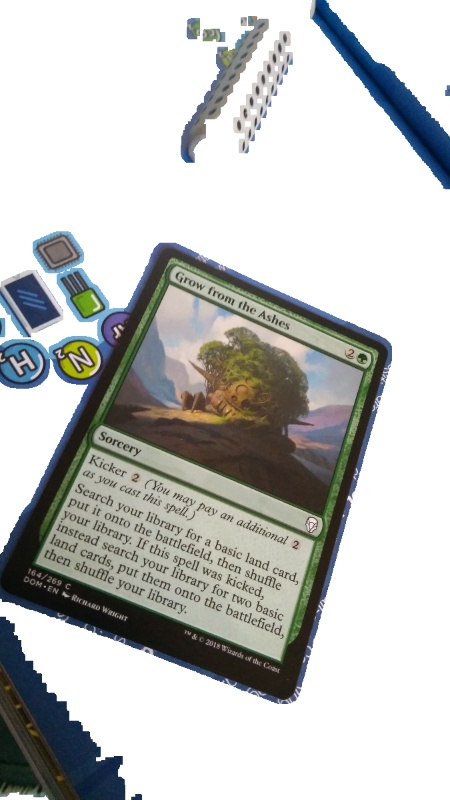 Grow from the Ashes
2
Sorcery
Kicker 2 (You may pay an additional 2
as you cast this spell.)
Search your library for a basic land card,
put it onto the battlefield, then shuffle
your library. If this spell was kicked,
instead search your library for two basic
land cards, put them onto the battlefield,
then shuffle your library.
164/269 C
DOM • EN RICHARD WRIGHT
™ & © 2018 Wizards of the Coast
H2
N2